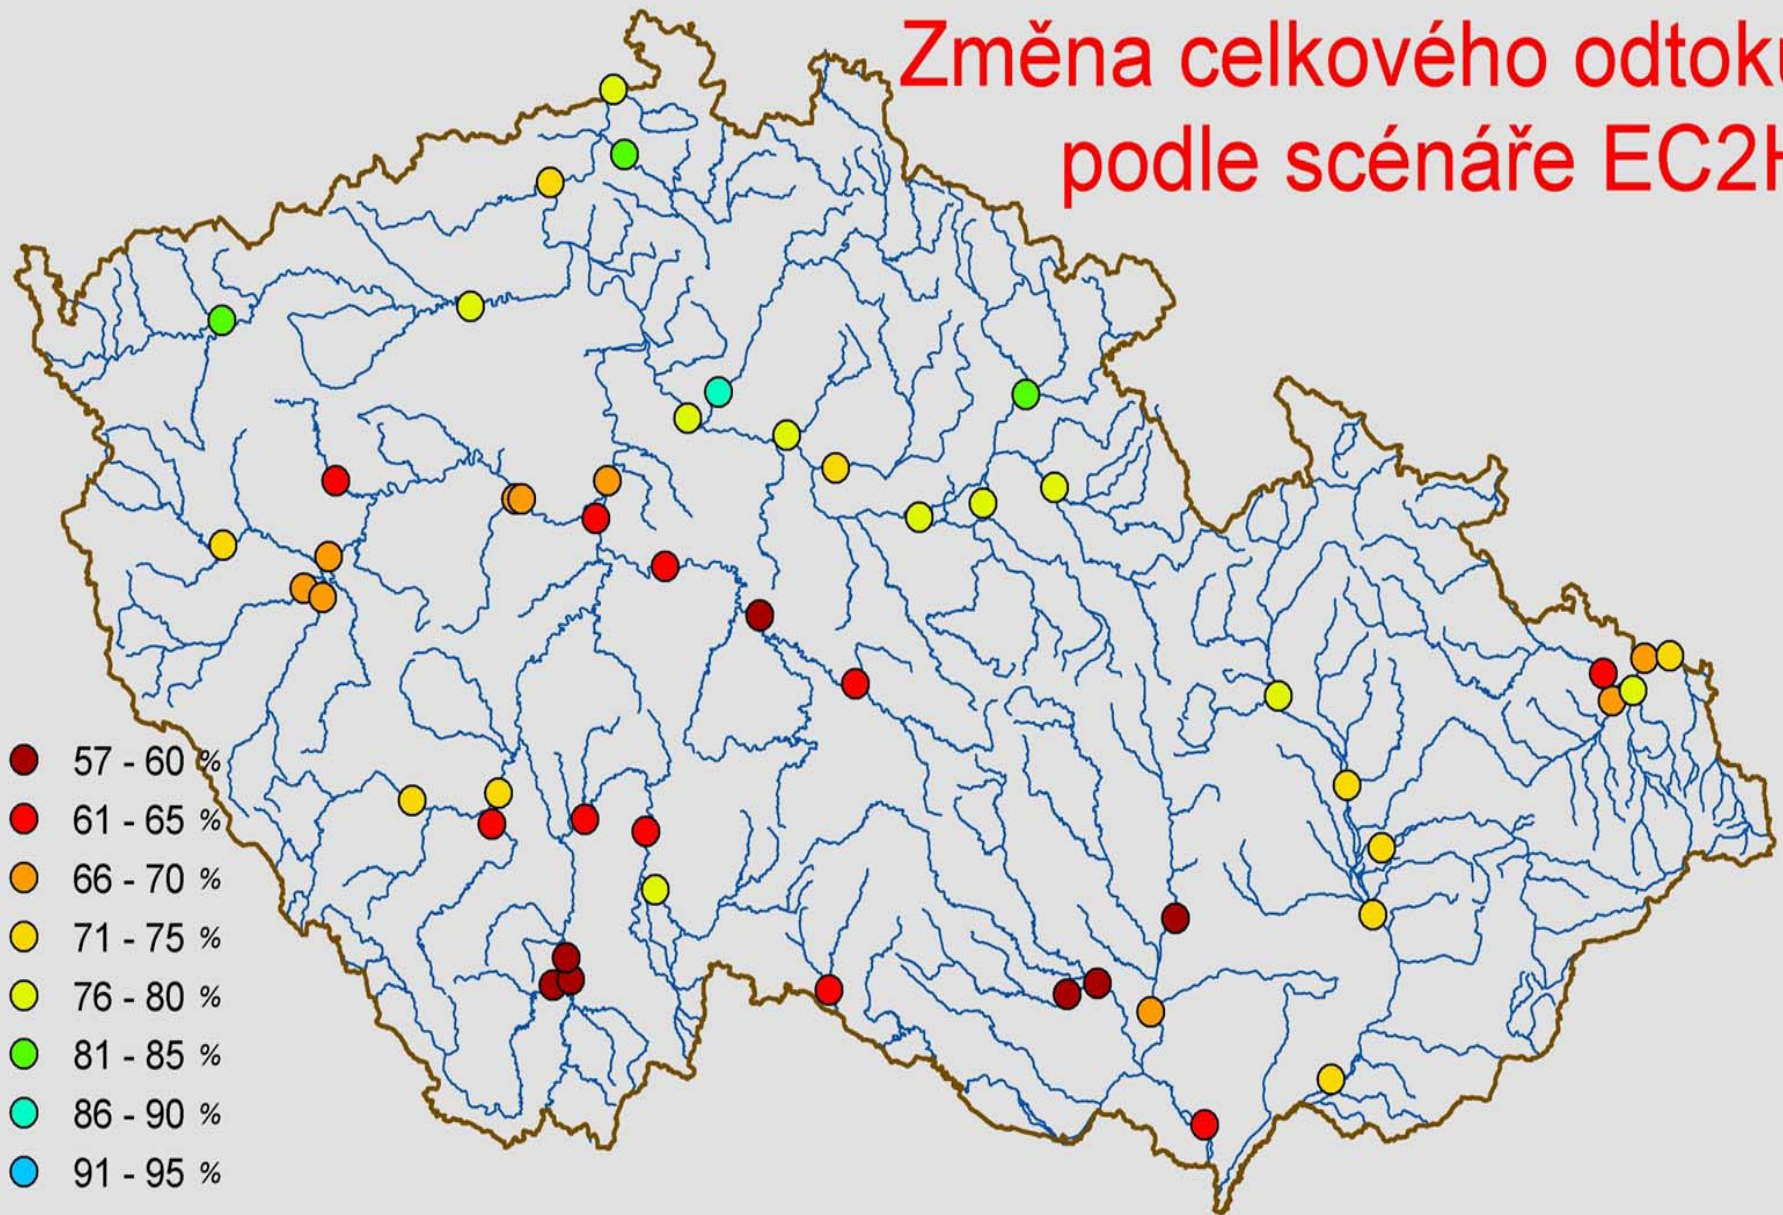 Změna celkového odtoku
podle scénáře EC2H
57 - 60 %
61 - 65 %
66 - 70 %
71 - 75 %
76 - 80 %
81 - 85 %
86 - 90 %
91 - 95 %